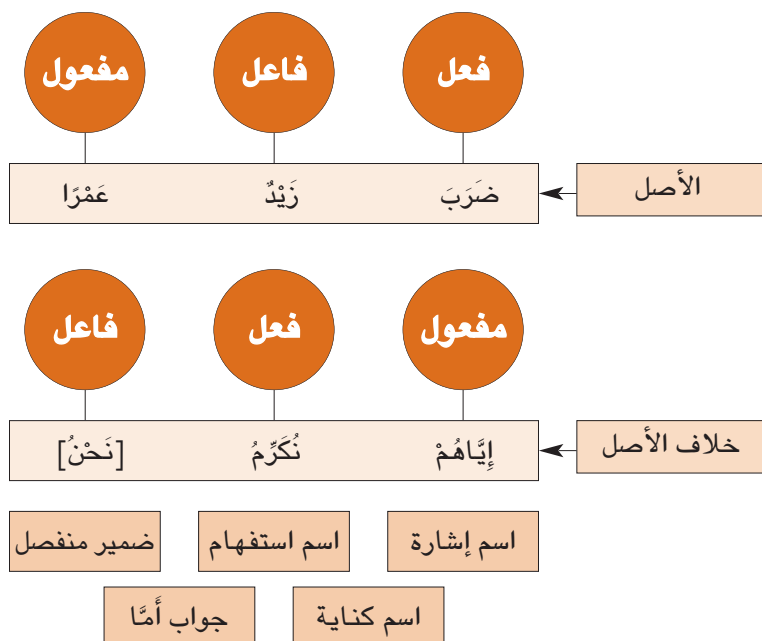 فعل فاعل مفعول
الأصل ضَرَبَ زَيْدٌ عَمْرًا
مفعول فعل فاعل
خلاف الأصل إِيَّاهُمْ نُكَرِّمُ [نَحْنُ]
اسم إشارة اسم استفهام ضمير منفصل
اسم كناية جواب أَمَّا